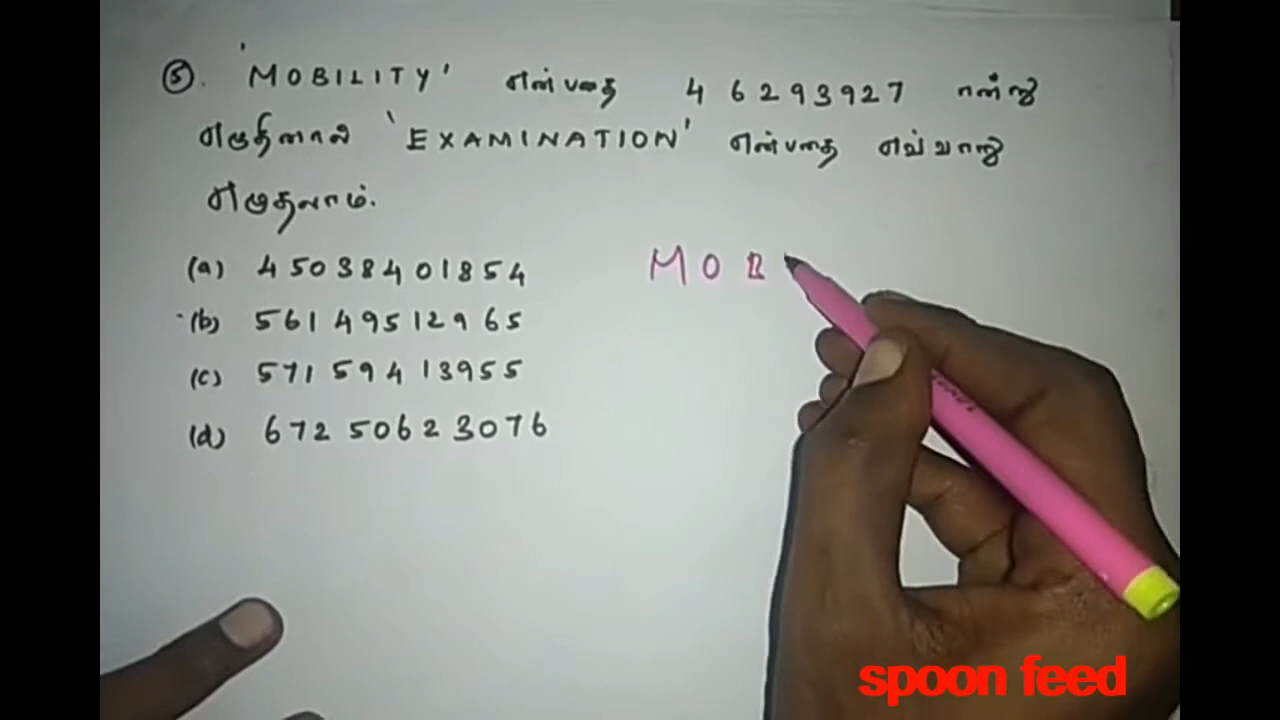 ⑤. 'MOBILITY' என்பதை 46293927 என்று
எழுதினால் 'EXAMINATION' என்பதை எவ்வாறு
எழுதலாம்.
(a) 45038401854
(b) 56149512965
(c) 57159413955
(d) 67250623076
M O B
spoon feed